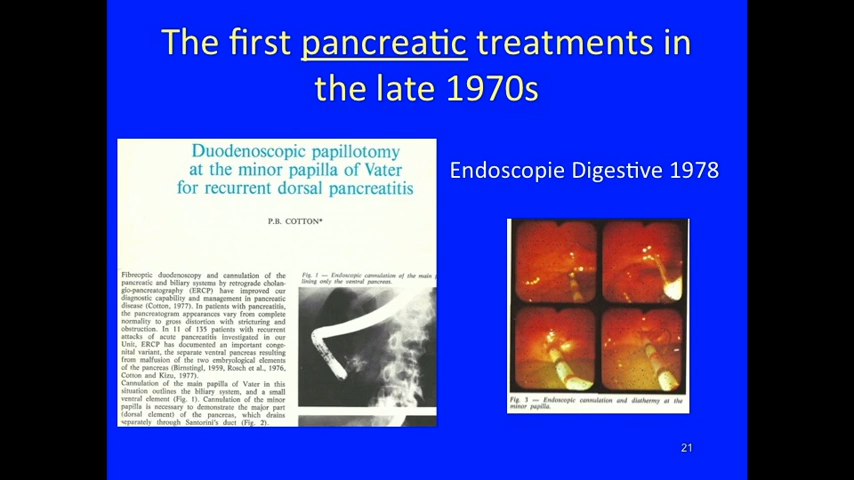 The first pancreatic treatments in
the late 1970s
Duodenoscopic papillotomy
at the minor papilla of Vater
for recurrent dorsal pancreatitis
P.B. COTTON*
Fibreoptic duodenoscopy and cannulation of the
pancreatic and biliary systems by retrograde cholan-
gio-pancreatography (ERCP) have improved our
diagnostic capability and management in pancreatic
disease (Cotton, 1977). In patients with pancreatitis,
the pancreatogram appearances vary from complete
normality to gross distortion with stricturing and
obstruction. In 11 of 135 patients with recurrent
attacks of acute pancreatitis investigated in our
Unit, ERCP has documented an important conge-
nital variant, the separate ventral pancreas resulting
from malfusion of the two embryological elements
of the pancreas (Birnstingl, 1959, Rosch et al., 1976,
Cotton and Kizu, 1977).
Cannulation of the main papilla of Vater in this
situation outlines the biliary system, and a small
ventral element (Fig. 1). Cannulation of the minor
papilla is necessary to demonstrate the major part
(dorsal element) of the pancreas, which drains
separately through Santorini's duct (Fig. 2).
Fig. 1 — Endoscopic cannulation of the main
lining only the ventral pancreas.
Endoscopie Digestive 1978
Fig. 3 — Endoscopic cannulation and diathermy at the
minor papilla.
21